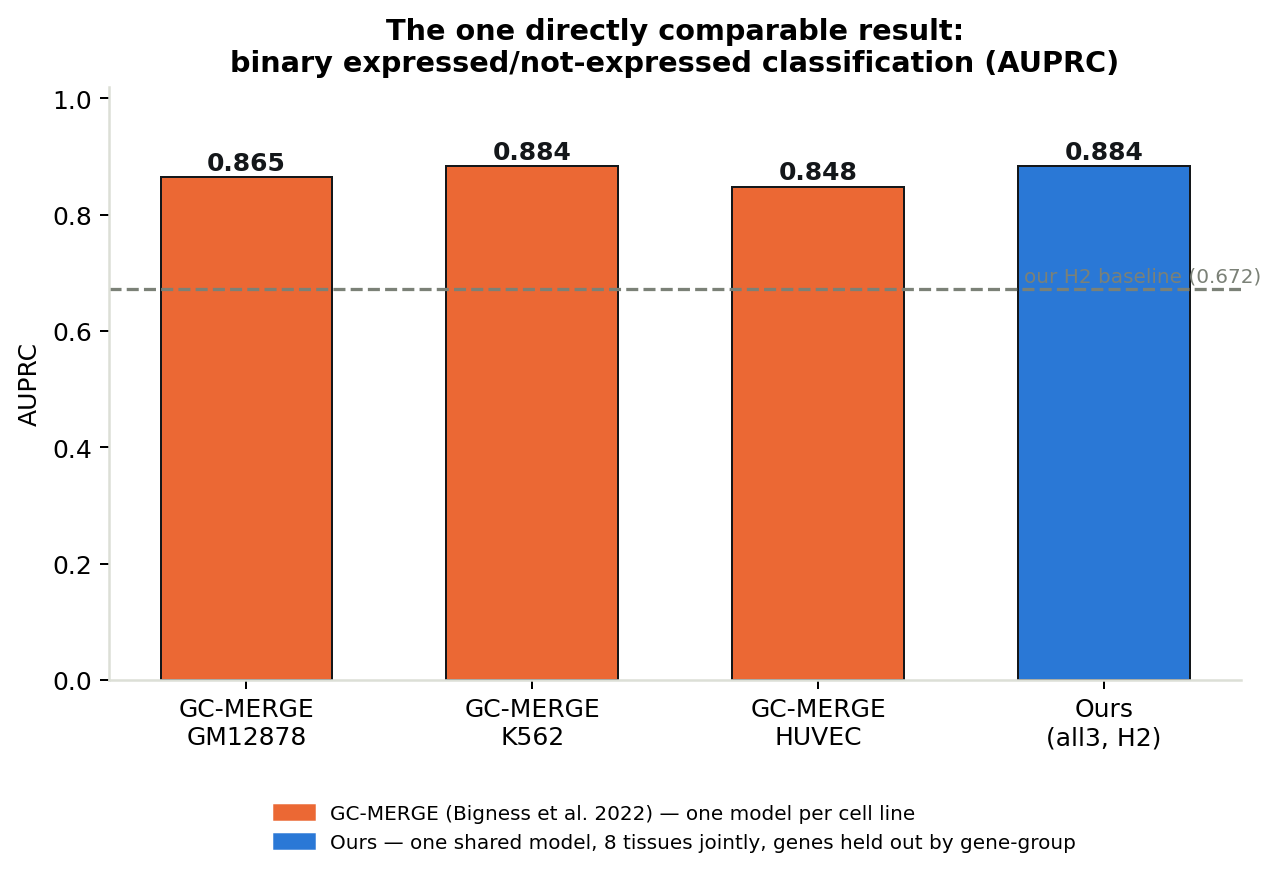 The one directly comparable result:
binary expressed/not-expressed classification (AUPRC)
AUPRC
1.0
0.8
0.6
0.4
0.2
0.0
0.865
0.884
0.848
0.884
our H2 baseline (0.672)
GC-MERGE
GM12878
GC-MERGE
K562
GC-MERGE
HUVEC
Ours
(all3, H2)
GC-MERGE (Bigness et al. 2022) — one model per cell line
Ours — one shared model, 8 tissues jointly, genes held out by gene-group